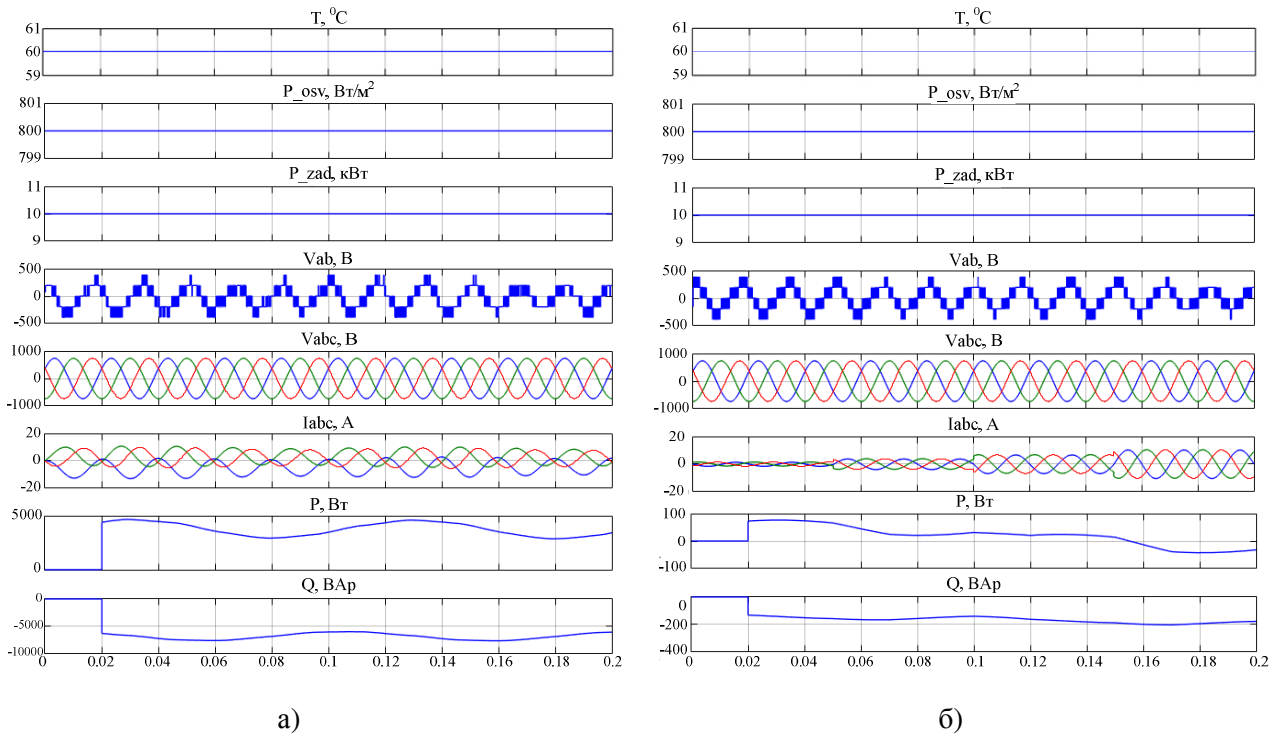 T, ⁰C
61
60
59
P_osv, Вт/м²
801
800
799
P_zad, кВт
11
10
9
Vab, В
500
0
-500
Vabc, В
1000
0
-1000
Iabc, А
20
0
-20
P, Вт
5000
0
Q, ВАр
0
-5000
-10000
0 0.02 0.04 0.06 0.08 0.1 0.12 0.14 0.16 0.18 0.2
а)
T, ⁰C
61
60
59
P_osv, Вт/м²
801
800
799
P_zad, кВт
11
10
9
Vab, В
500
0
-500
Vabc, В
1000
0
-1000
Iabc, А
20
0
-20
P, Вт
100
0
-100
Q, ВАр
0
-200
-400
0 0.02 0.04 0.06 0.08 0.1 0.12 0.14 0.16 0.18 0.2
б)